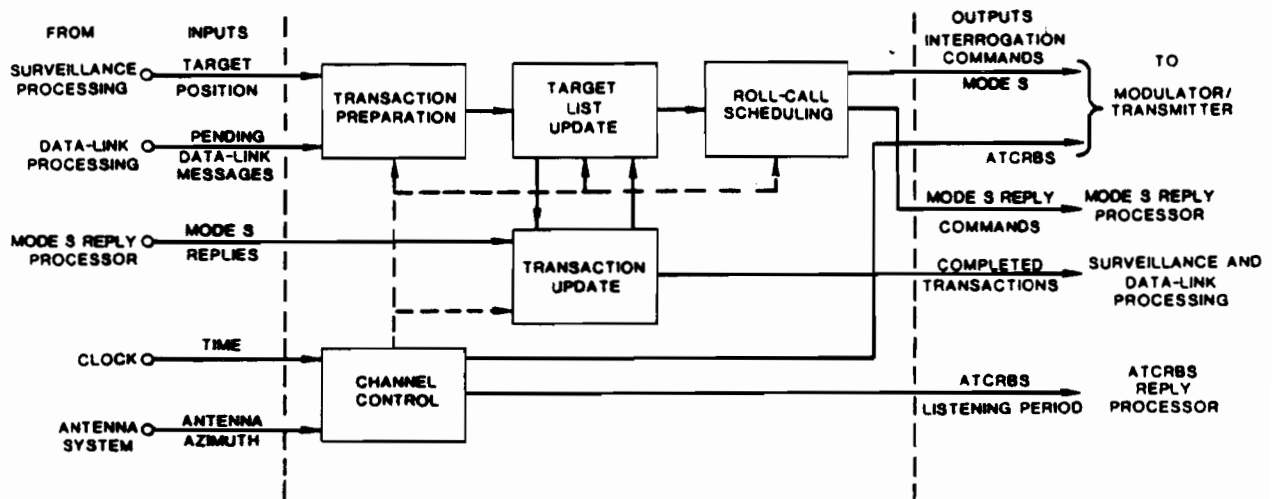 FROM
INPUTS
SURVEILLANCE
PROCESSING
TARGET
POSITION
DATA-LINK
PROCESSING
PENDING
DATA-LINK
MESSAGES
MODE S REPLY
PROCESSOR
MODE S
REPLIES
CLOCK
TIME
ANTENNA
SYSTEM
ANTENNA
AZIMUTH
TRANSACTION
PREPARATION
TARGET
LIST
UPDATE
ROLL-CALL
SCHEDULING
TRANSACTION
UPDATE
CHANNEL
CONTROL
OUTPUTS
INTERROGATION
COMMANDS
MODE S
ATCRBS
TO
MODULATOR/
TRANSMITTER
MODE S REPLY
COMMANDS
MODE S REPLY
PROCESSOR
COMPLETED
TRANSACTIONS
SURVEILLANCE AND
DATA-LINK
PROCESSING
ATCRBS
LISTENING PERIOD
ATCRBS
REPLY
PROCESSOR